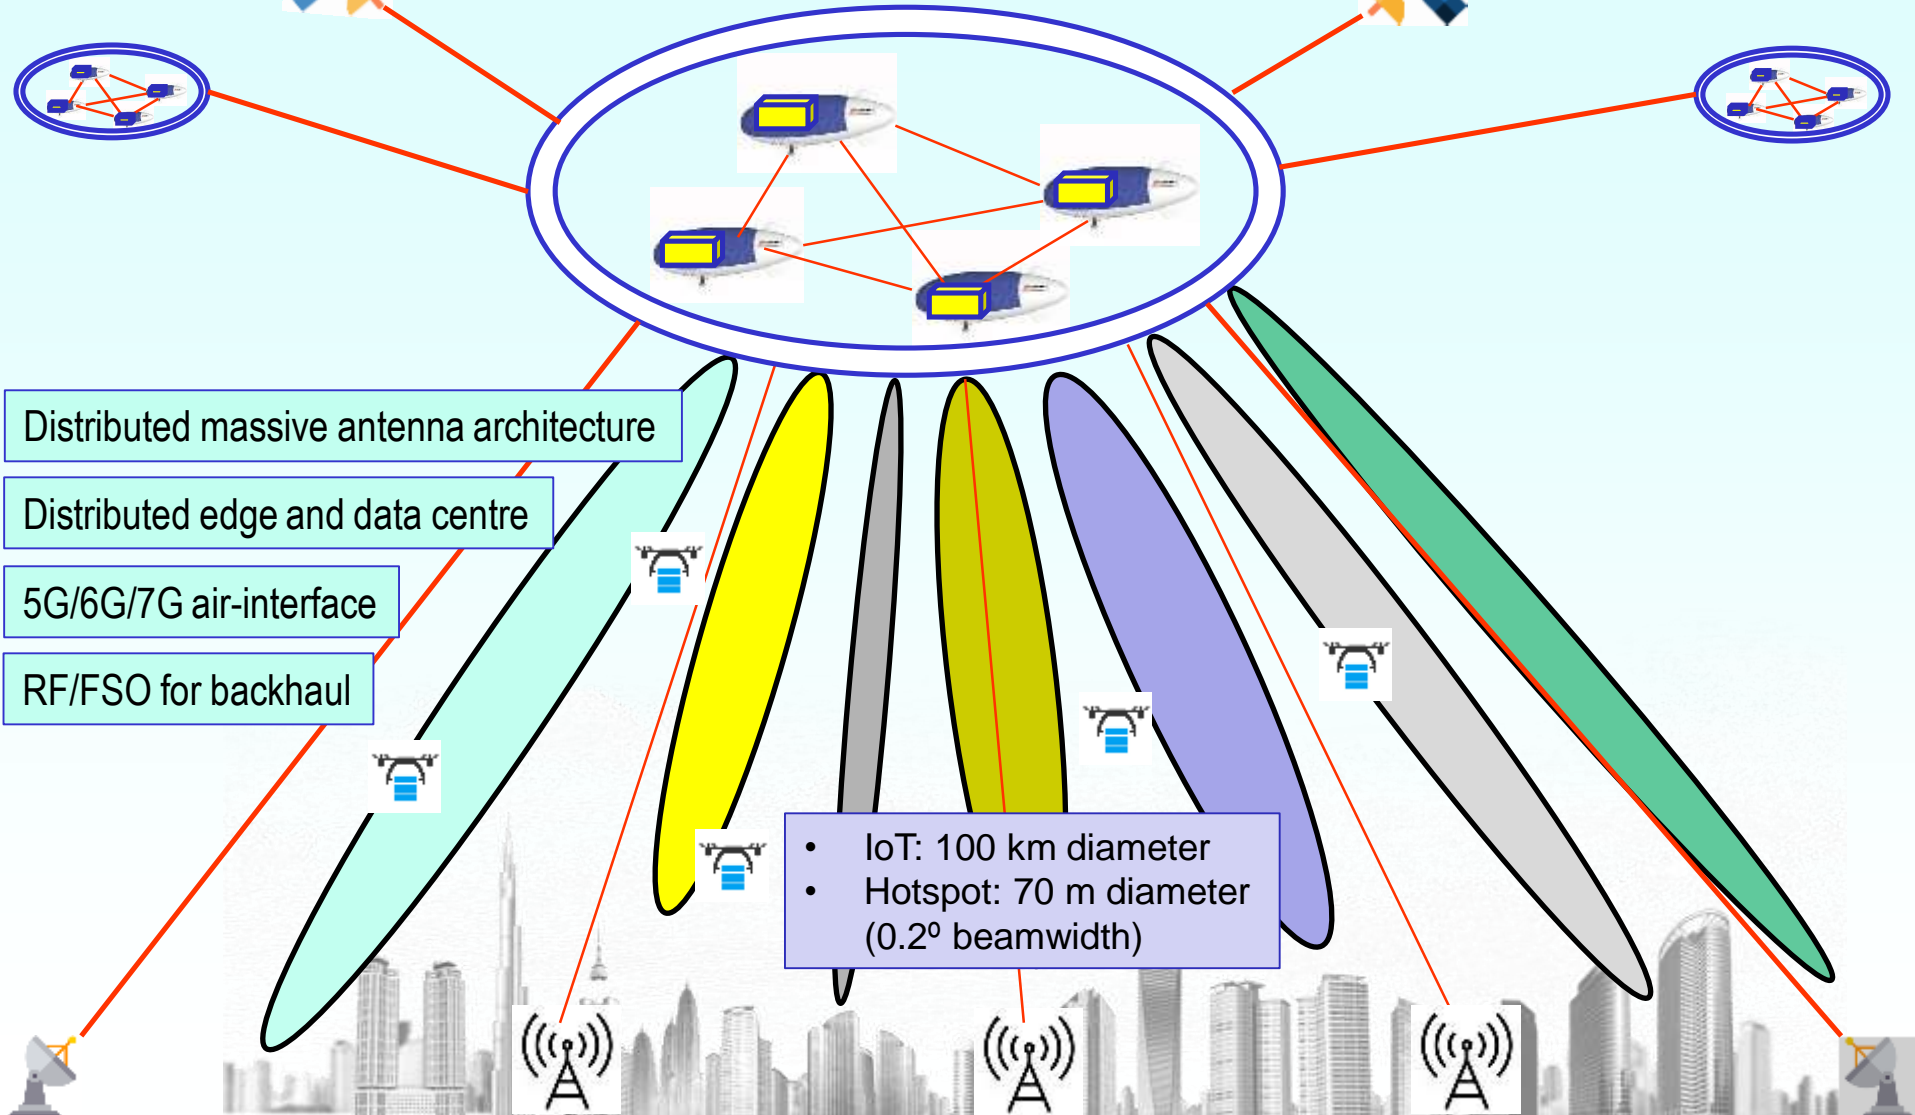 Distributed massive antenna architecture
Distributed edge and data centre
5G/6G/7G air-interface
RF/FSO for backhaul
• IoT: 100 km diameter
• Hotspot: 70 m diameter
(0.2º beamwidth)